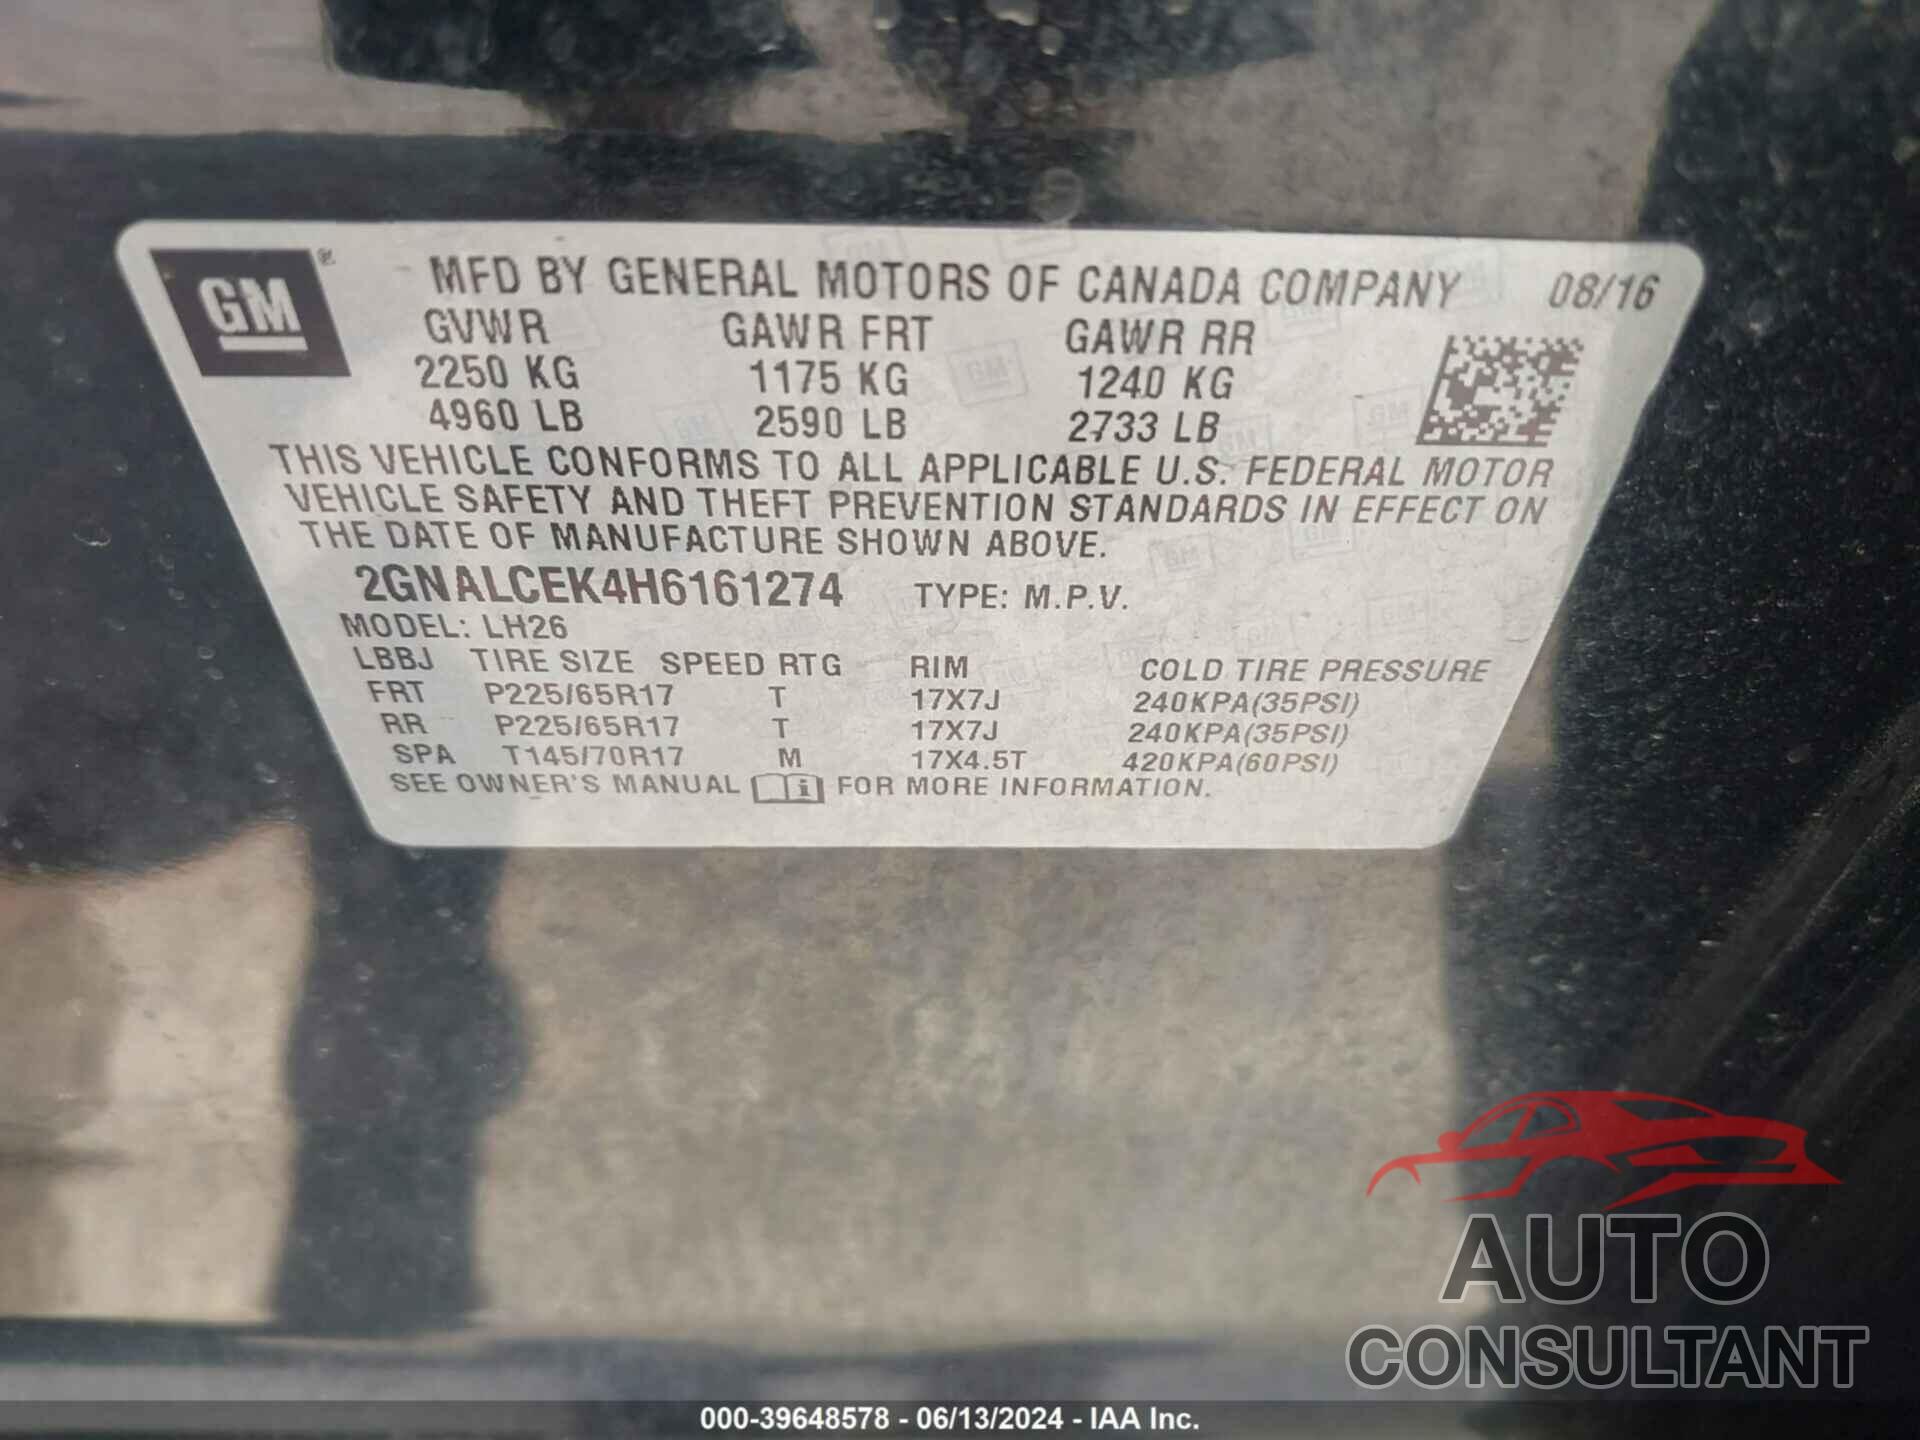 GM®
MFD BY GENERAL MOTORS OF CANADA COMPANY 08/16
GVWR GAWR FRT GAWR RR
2250 KG 1175 KG 1240 KG
4960 LB 2590 LB 2733 LB
THIS VEHICLE CONFORMS TO ALL APPLICABLE U.S. FEDERAL MOTOR
VEHICLE SAFETY AND THEFT PREVENTION STANDARDS IN EFFECT ON
THE DATE OF MANUFACTURE SHOWN ABOVE.
2GNALCEK4H6161274 TYPE: M.P.V.
MODEL: LH26
LBBJ TIRE SIZE SPEED RTG RIM COLD TIRE PRESSURE
FRT P225/65R17 T 17X7J 240KPA(35PSI)
RR P225/65R17 T 17X7J 240KPA(35PSI)
SPA T145/70R17 M 17X4.5T 420KPA(60PSI)
SEE OWNER'S MANUAL i FOR MORE INFORMATION.
AUTO
CONSULTANT
000-39648578 - 06/13/2024 - IAA Inc.